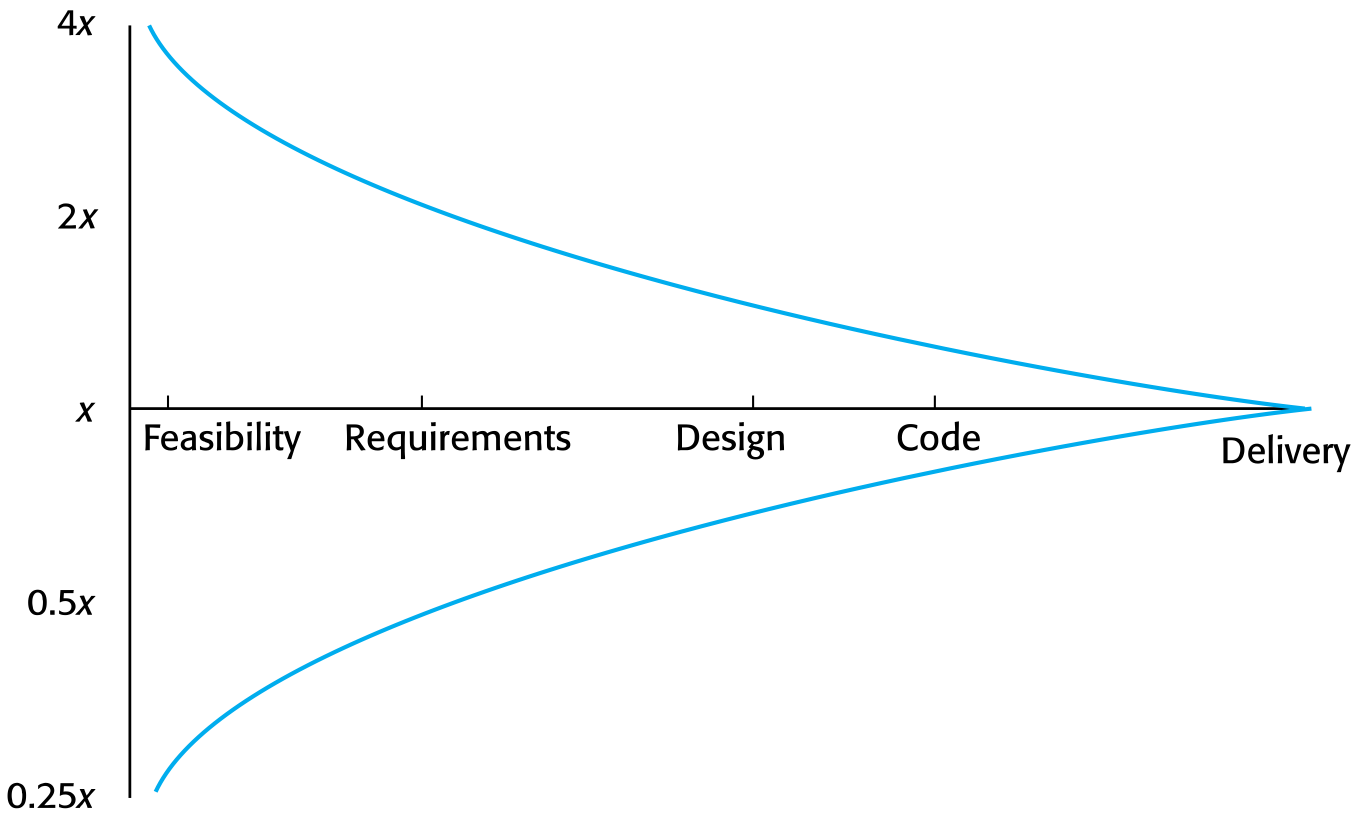 4x
2x
x
Feasibility Requirements Design Code Delivery
0.5x
0.25x